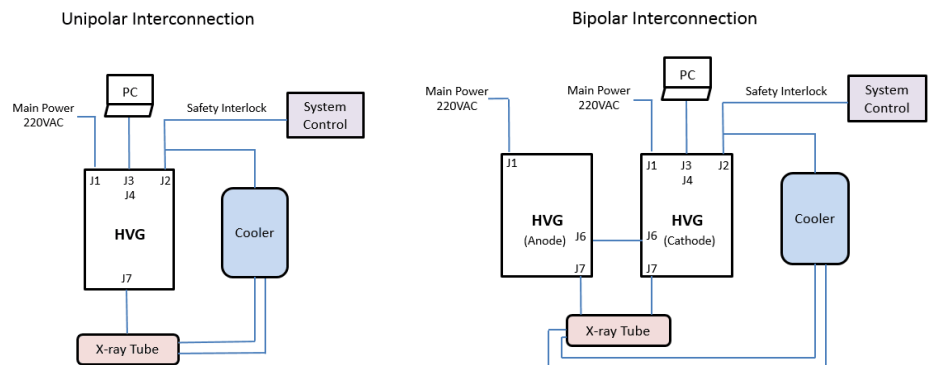 Unipolar Interconnection
PC
Main Power
220VAC
Safety Interlock
System
Control
J1
J3
J2
J4
HVG
Cooler
J7
X-ray Tube
Bipolar Interconnection
PC
Main Power
220VAC
Main Power
220VAC
Safety Interlock
System
Control
J1
J1
J3
J2
J4
HVG
(Anode)
J6
J6
HVG
(Cathode)
Cooler
J7
J7
X-ray Tube